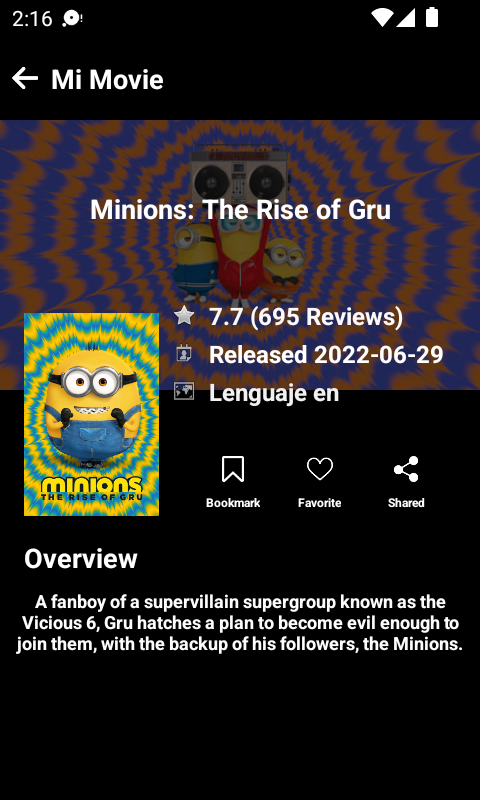 2:16
Mi Movie
Minions: The Rise of Gru
7.7 (695 Reviews)
Released 2022-06-29
Lenguaje en
MINIONS
THE RISE OF GRU
Bookmark Favorite Shared
Overview
A fanboy of a supervillain supergroup known as the
Vicious 6, Gru hatches a plan to become evil enough to
join them, with the backup of his followers, the Minions.